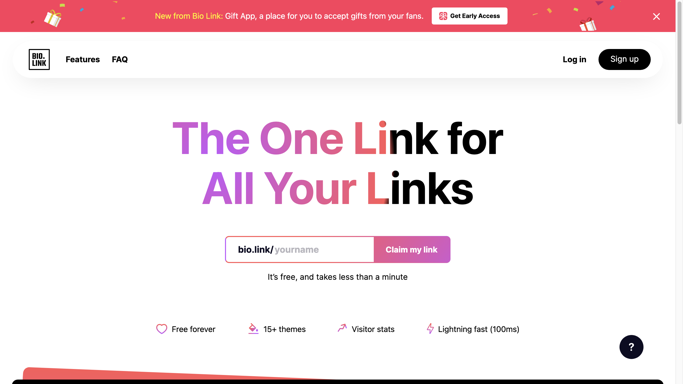 New from Bio Link: Gift App, a place for you to accept gifts from your fans.
Get Early Access
BIO.
LINK
Features
FAQ
Log in
Sign up
The One Link for
All Your Links
bio.link/yourname
Claim my link
It's free, and takes less than a minute
Free forever
15+ themes
Visitor stats
Lightning fast (100ms)
?